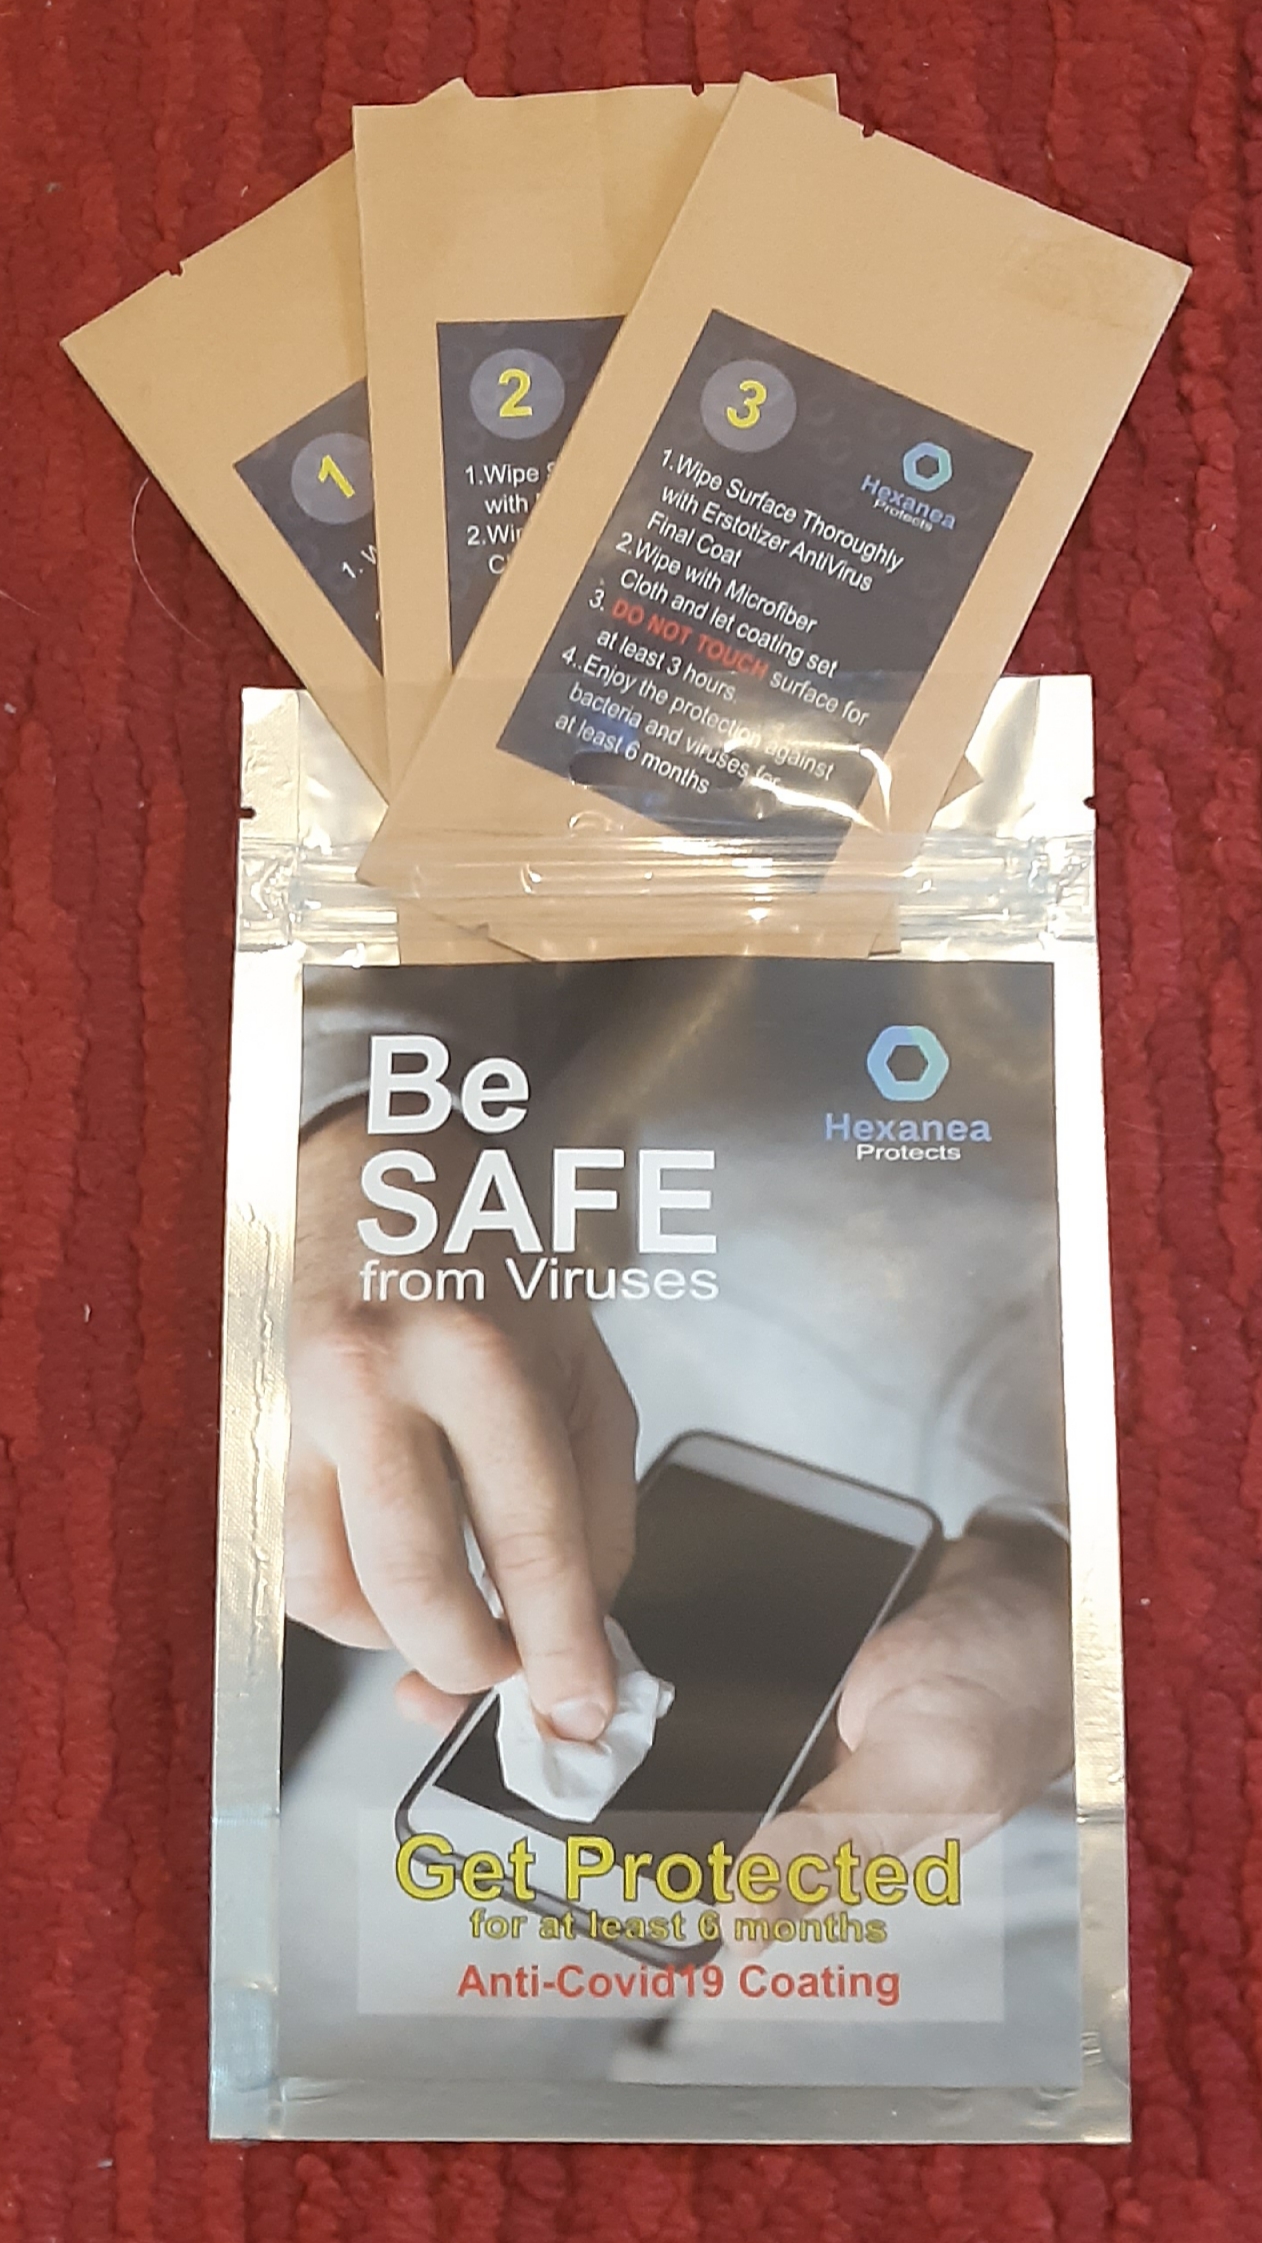 1
1. W
2
1.Wipe
with
2.Wip
C
3
Hexanea
Protects
1.Wipe Surface Thoroughly
with Erstotizer AntiVirus
Final Coat
2.Wipe with Microfiber
Cloth and let coating set
3. DO NOT TOUCH surface for
at least 3 hours.
4..Enjoy the protection against
bacteria and viruses for
at least 6 months
Be
SAFE
from Viruses
Hexanea
Protects
Get Protected
for at least 6 months
Anti-Covid19 Coating